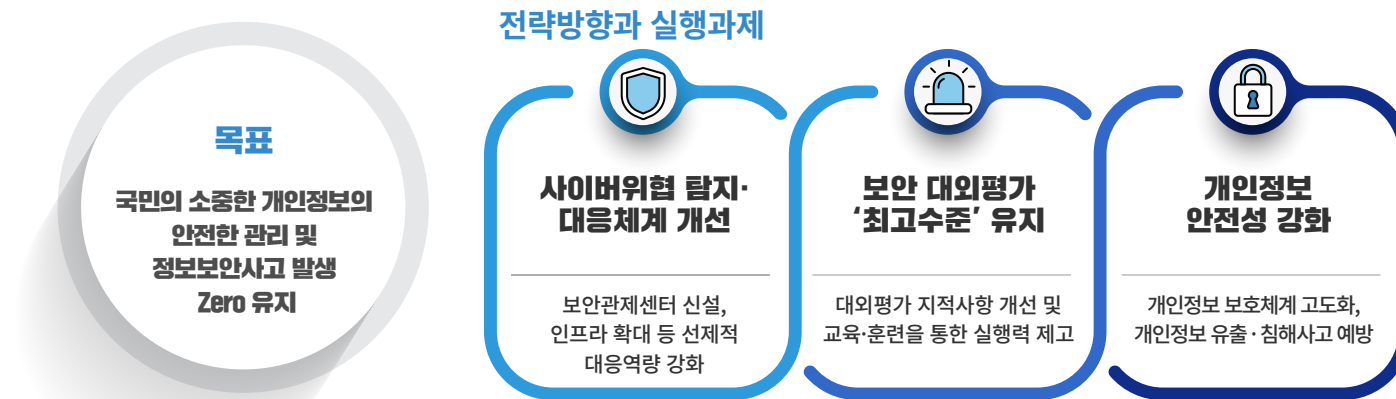 전략방향과 실행과제
목표
국민의 소중한 개인정보의
안전한 관리 및
정보보안사고 발생
Zero 유지
사이버위협 탐지·
대응체계 개선
보안관제센터 신설,
인프라 확대 등 선제적
대응역량 강화
보안 대외평가
‘최고수준’ 유지
대외평가 지적사항 개선 및
교육·훈련을 통한 실행력 제고
개인정보
안전성 강화
개인정보 보호체계 고도화,
개인정보 유출·침해사고 예방